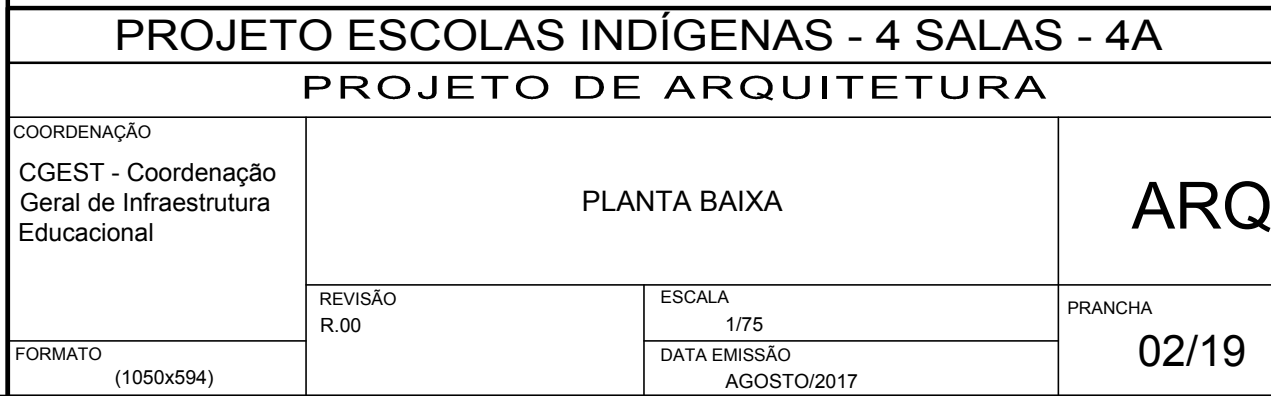 PROJETO ESCOLAS INDÍGENAS - 4 SALAS - 4A
PROJETO DE ARQUITETURA
COORDENAÇÃO
CGEST - Coordenação
Geral de Infraestrutura
Educacional
PLANTA BAIXA
ARQ
REVISÃO
R.00
ESCALA
1/75
PRANCHA
02/19
FORMATO
(1050x594)
DATA EMISSÃO
AGOSTO/2017